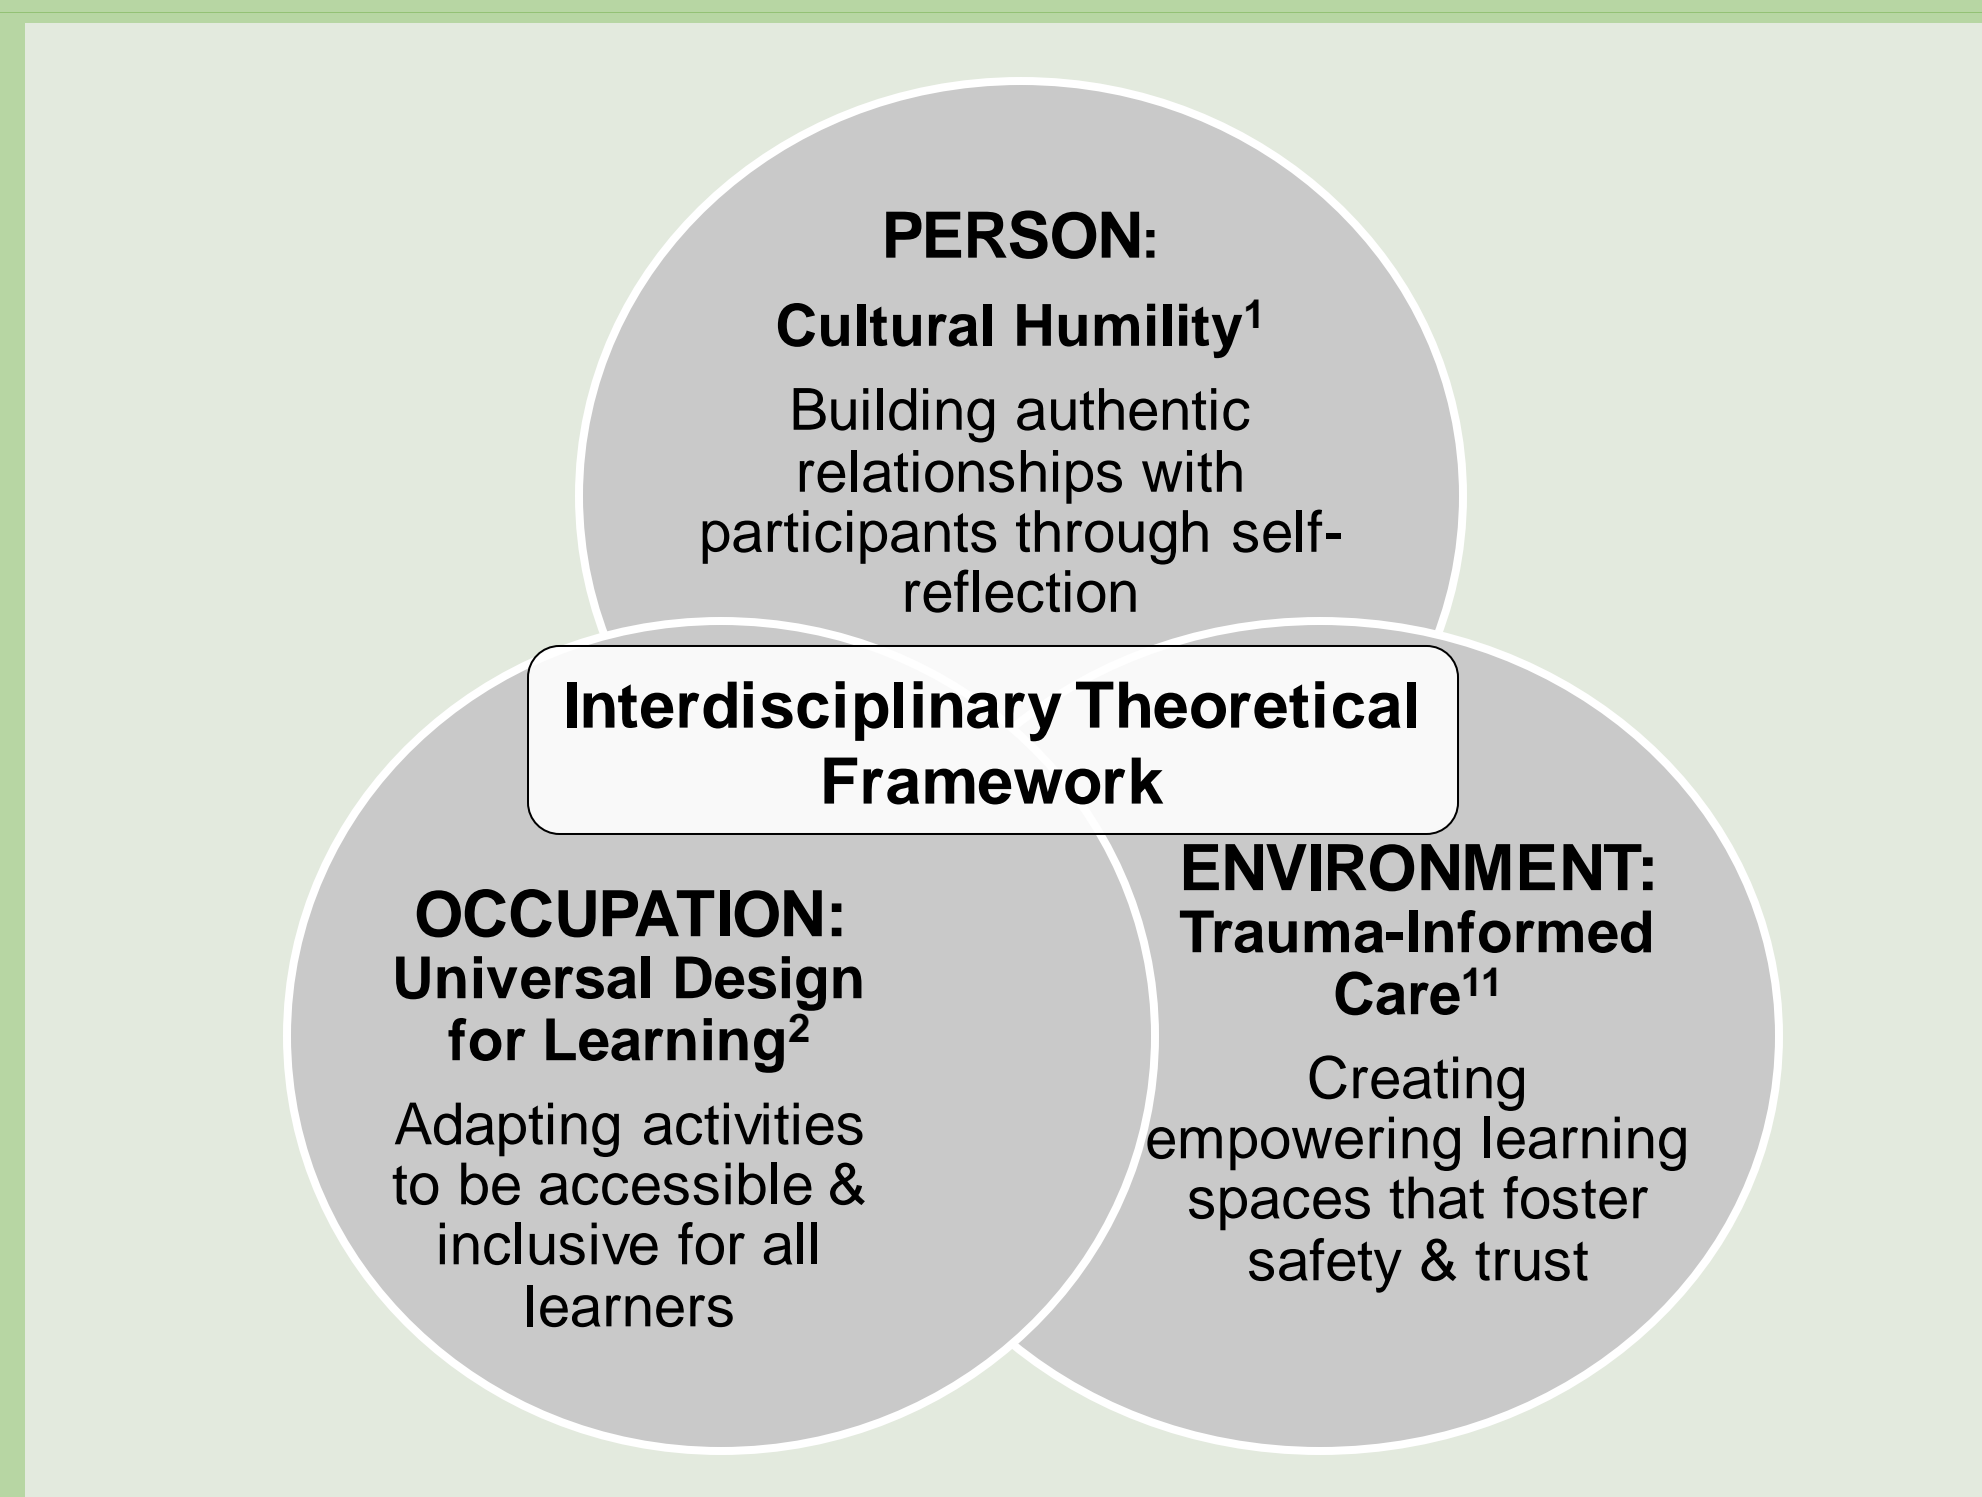 PERSON:
Cultural Humility¹
Building authentic
relationships with
participants through self-
reflection
Interdisciplinary Theoretical
Framework
OCCUPATION:
Universal Design
for Learning²
Adapting activities
to be accessible &
inclusive for all
learners
ENVIRONMENT:
Trauma-Informed
Care¹¹
Creating
empowering learning
spaces that foster
safety & trust